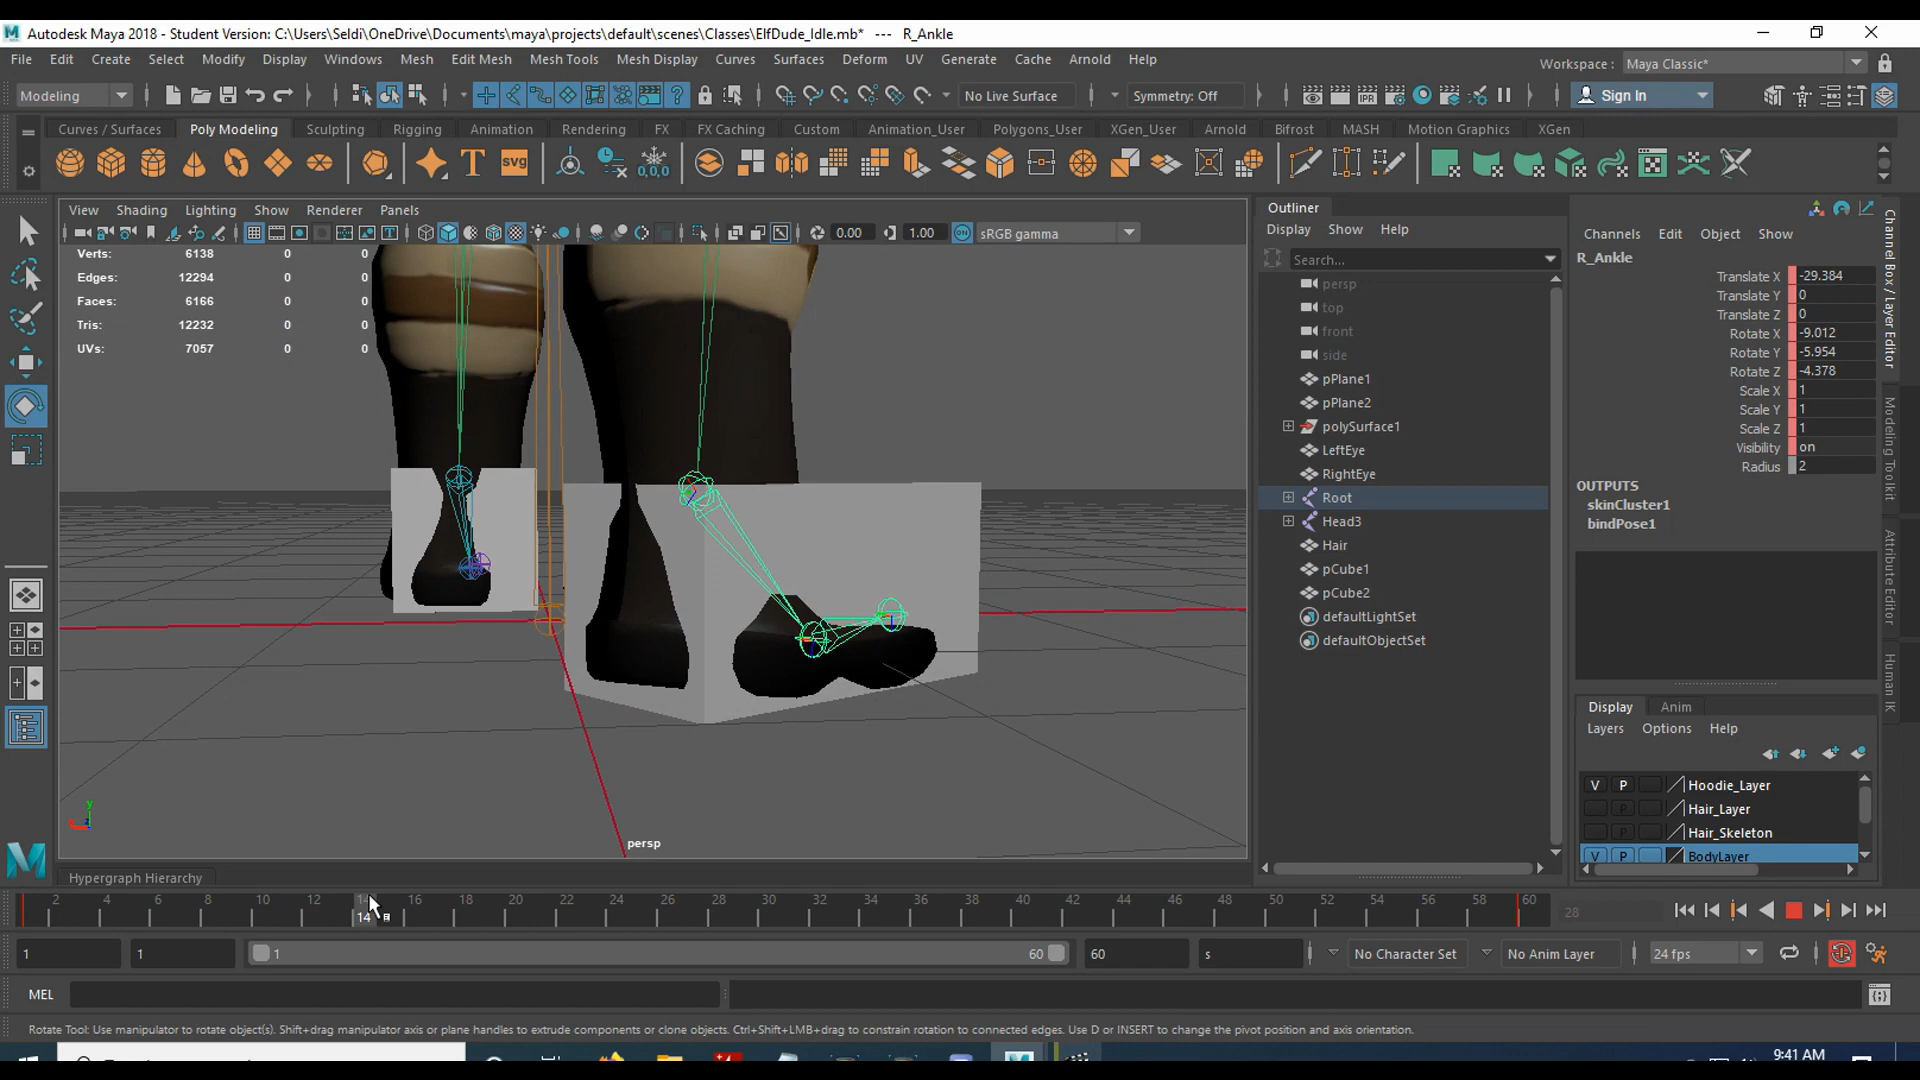 Autodesk Maya 2018 - Student Version: C:\Users\Seldi\OneDrive\Documents\maya\projects\default\scenes\Classes\ElfDude_Idle.mb* --- R_Ankle
File Edit Create Select Modify Display Windows Mesh Edit Mesh Mesh Tools Mesh Display Curves Surfaces Deform UV Generate Cache Arnold Help
Workspace : Maya Classic*
Modeling No Live Surface Symmetry: Off Sign In
Curves / Surfaces Poly Modeling Sculpting Rigging Animation Rendering FX FX Caching Custom Animation_User Polygons_User XGen_User Arnold Bifrost MASH Motion Graphics XGen
T SVG 0,0,0
View Shading Lighting Show Renderer Panels
0.00 1.00 ON sRGB gamma
Verts: 6138 0 0
Edges: 12294 0 0
Faces: 6166 0 0
Tris: 12232 0 0
UVs: 7057 0 0
y
persp
Hypergraph Hierarchy
Outliner
Display Show Help
Search...
persp
top
front
side
pPlane1
pPlane2
polySurface1
LeftEye
RightEye
Root
Head3
Hair
pCube1
pCube2
defaultLightSet
defaultObjectSet
Channels Edit Object Show
R_Ankle
Translate X -29.384
Translate Y 0
Translate Z 0
Rotate X -9.012
Rotate Y -5.954
Rotate Z -4.378
Scale X 1
Scale Y 1
Scale Z 1
Visibility on
Radius 2
OUTPUTS
skinCluster1
bindPose1
Channel Box / Layer Editor
Modeling Toolkit
Attribute Editor
Human IK
Display Anim
Layers Options Help
V P Hoodie_Layer
P Hair_Layer
P Hair_Skeleton
V P BodyLayer
2 4 6 8 10 12 14 16 18 20 22 24 26 28 30 32 34 36 38 40 42 44 46 48 50 52 54 56 58 60
14
28
1 1 1 60 60 s No Character Set No Anim Layer 24 fps
MEL
Rotate Tool: Use manipulator to rotate object(s). Shift+drag manipulator axis or plane handles to extrude components or clone objects. Ctrl+Shift+LMB+drag to constrain rotation to connected edges. Use D or INSERT to change the pivot position and axis orientation.
9:41 AM